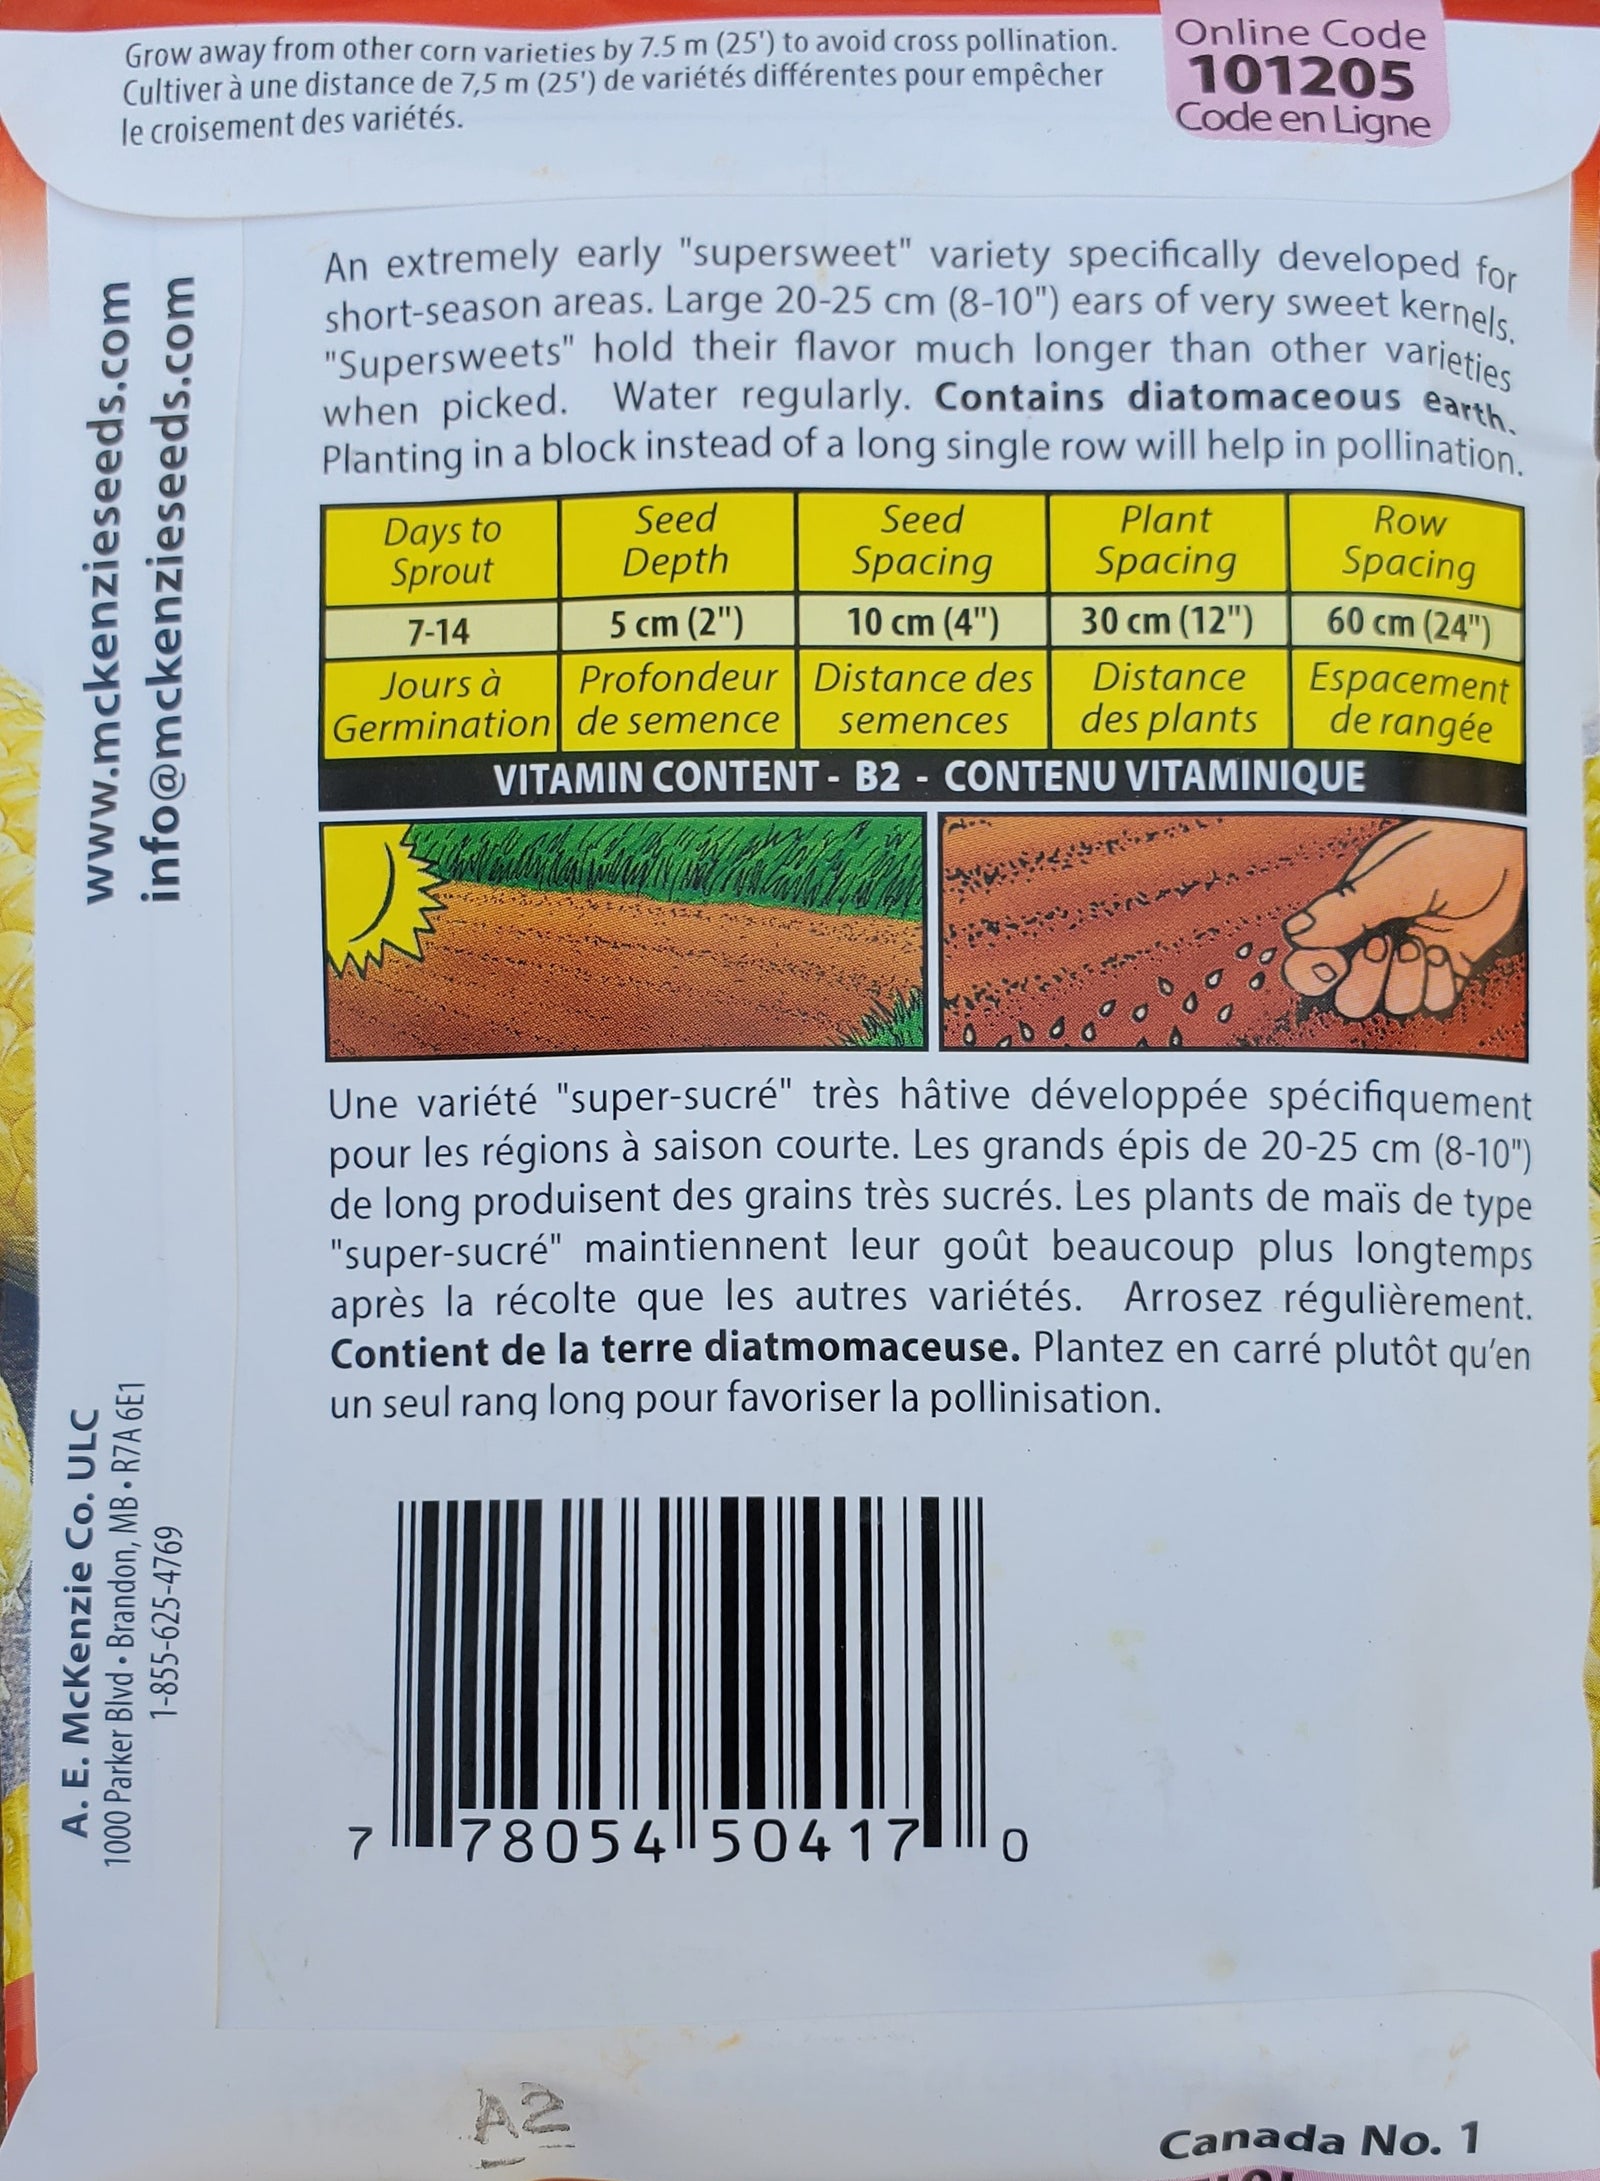 Grow away from other corn varieties by 7.5 m (25') to avoid cross pollination.
Cultiver à une distance de 7,5 m (25') de variétés différentes pour empêcher
le croisement des variétés.
Online Code
101205
Code en Ligne
www.mckenzieseeds.com
info@mckenzieseeds.com
An extremely early "supersweet" variety specifically developed for
short-season areas. Large 20-25 cm (8-10") ears of very sweet kernels.
"Supersweets" hold their flavor much longer than other varieties
when picked. Water regularly. Contains diatomaceous earth.
Planting in a block instead of a long single row will help in pollination.
Days to Sprout
Seed Depth
Seed Spacing
Plant Spacing
Row Spacing
7-14
5 cm (2")
10 cm (4")
30 cm (12")
60 cm (24")
Jours à Germination
Profondeur de semence
Distance des semences
Distance des plants
Espacement de rangée
VITAMIN CONTENT - B2 - CONTENU VITAMINIQUE
Une variété "super-sucré" très hâtive développée spécifiquement
pour les régions à saison courte. Les grands épis de 20-25 cm (8-10")
de long produisent des grains très sucrés. Les plants de maïs de type
"super-sucré" maintiennent leur goût beaucoup plus longtemps
après la récolte que les autres variétés. Arrosez régulièrement.
Contient de la terre diatmomaceuse. Plantez en carré plutôt qu'en
un seul rang long pour favoriser la pollinisation.
A. E. McKenzie Co. ULC
1000 Parker Blvd • Brandon, MB • R7A 6E1
1-855-625-4769
7 78054 50417 0
A2
Canada No. 1